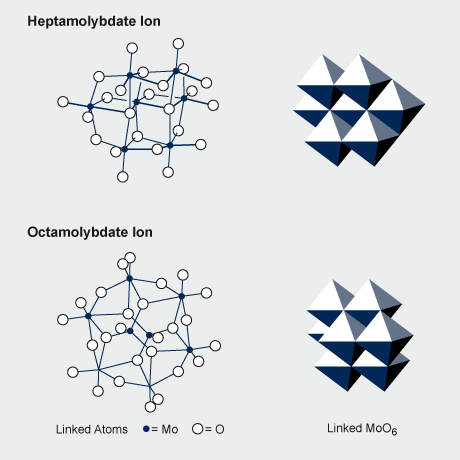 Heptamolybdate Ion
Octamolybdate Ion
Linked Atoms = Mo = O
Linked MoO₆